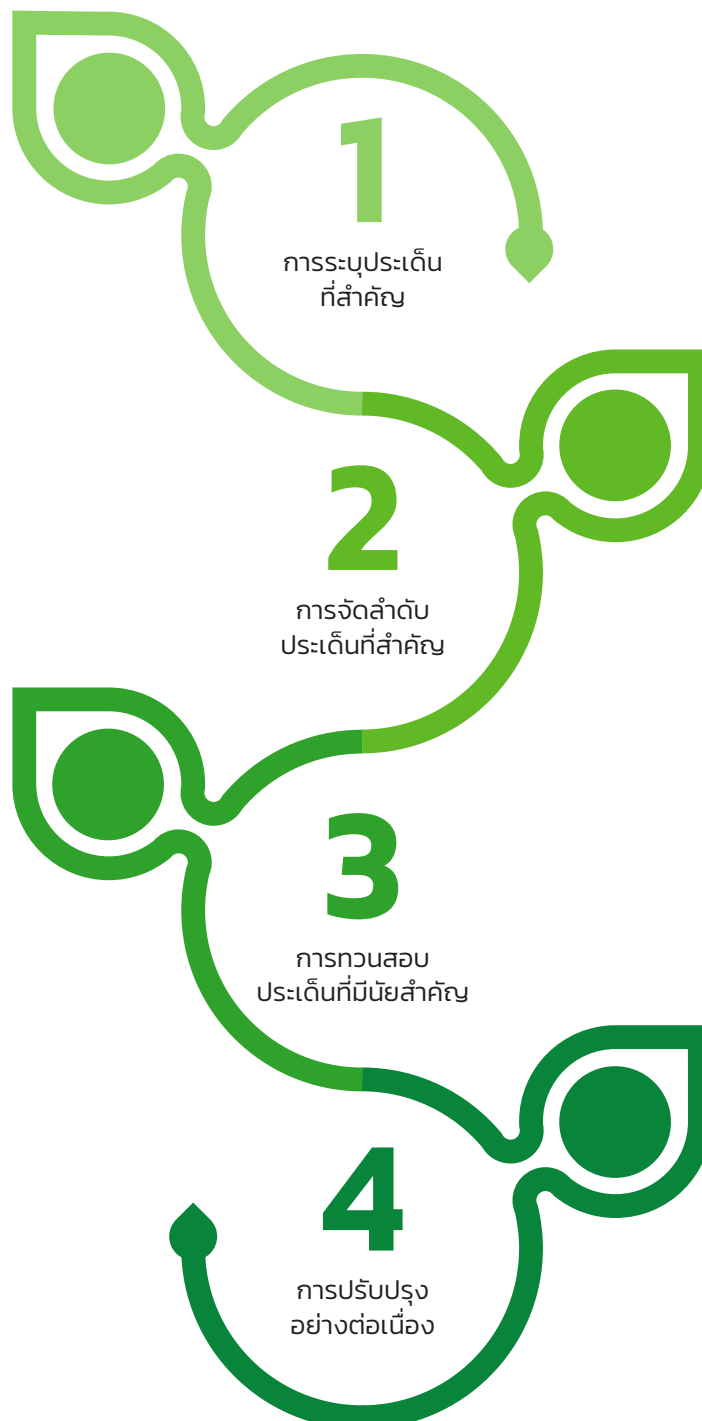 1
การระบุประเด็น
ที่สำคัญ
2
การจัดลำดับ
ประเด็นที่สำคัญ
3
การทวนสอบ
ประเด็นที่มีนัยสำคัญ
4
การปรับปรุง
อย่างต่อเนื่อง